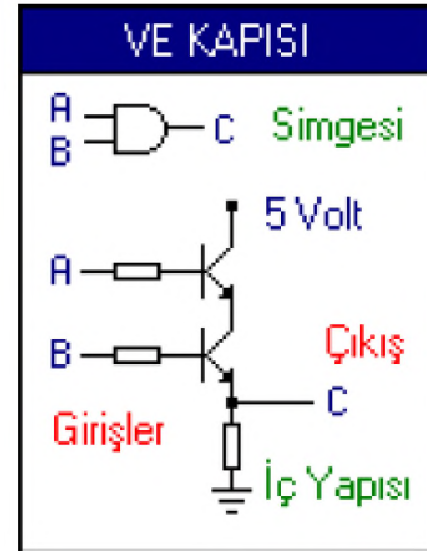 VE KAPISI
A
B
C
Simgesi
5 Volt
A
B
Çıkış
C
Girişler
İç Yapısı